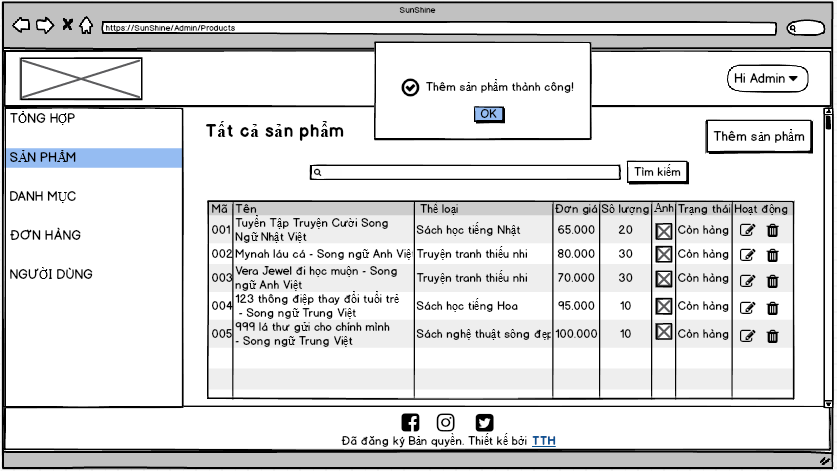 SunShine
https://SunShine/Admin/Products
Thêm sản phẩm thành công!
OK
Hi Admin
TỔNG HỢP
SẢN PHẨM
DANH MỤC
ĐƠN HÀNG
NGƯỜI DÙNG
Tất cả sản phẩm
Thêm sản phẩm
Tìm kiếm
Mã Tên Thể loại Đơn giá Số lượng Ảnh Trạng thái Hoạt động
001 Tuyển Tập Truyện Cười Song
Ngữ Nhật Việt Sách học tiếng Nhật 65.000 20 Còn hàng
002 Mynah láu cá - Song ngữ Anh Việ Truyện tranh thiếu nhi 80.000 30 Còn hàng
003 Vera Jewel đi học muộn - Song
ngữ Anh Việt Truyện tranh thiếu nhi 70.000 30 Còn hàng
004 123 thông điệp thay đổi tuổi trẻ
- Song ngữ Trung Việt Sách học tiếng Hoa 95.000 10 Còn hàng
005 999 lá thư gửi cho chính mình
- Song ngữ Trung Việt Sách nghệ thuật sống đẹp 100.000 10 Còn hàng
Đã đăng ký Bản quyền. Thiết kế bởi TTH